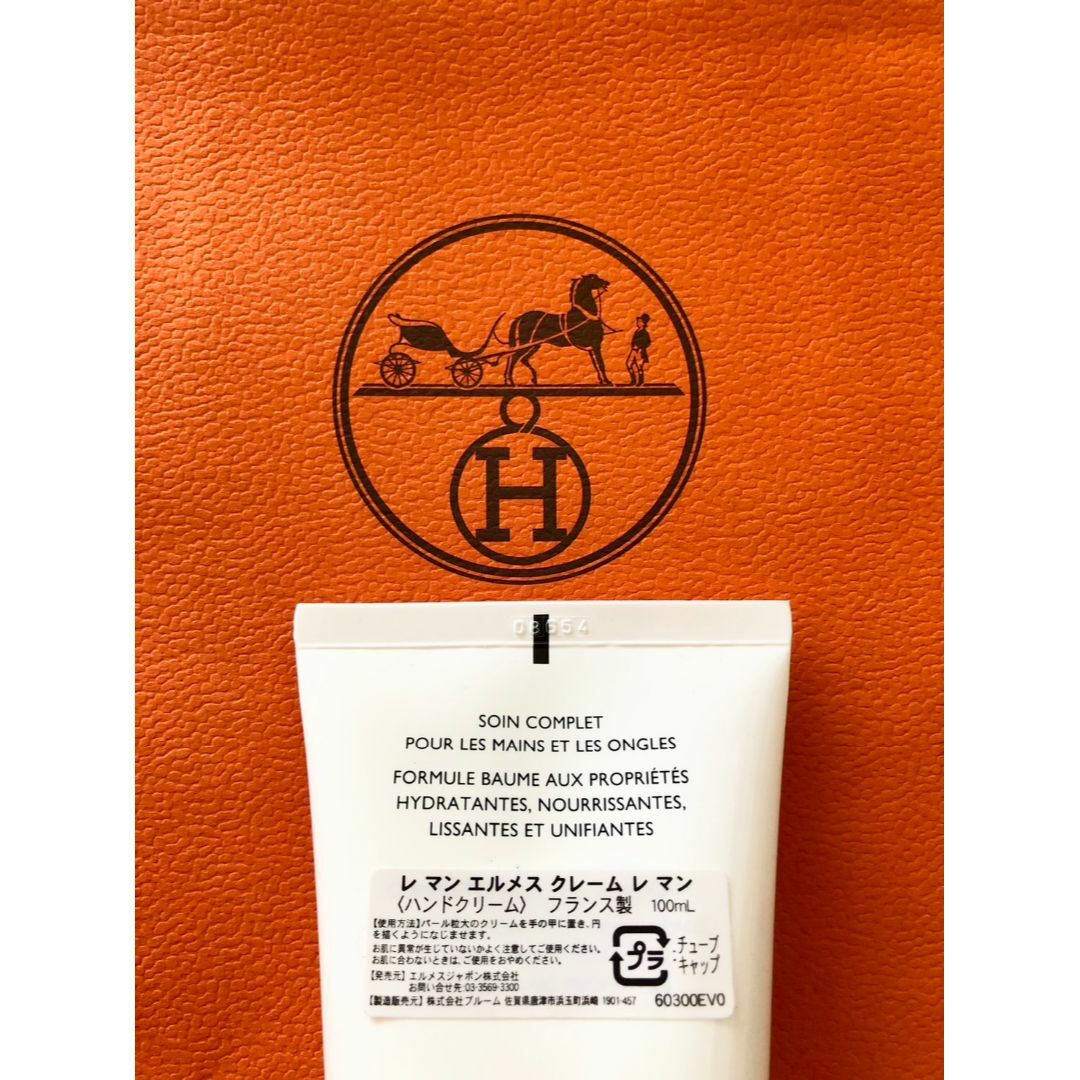 H
08654
SOIN COMPLET
POUR LES MAINS ET LES ONGLES
FORMULE BAUME AUX PROPRIÉTÉS
HYDRATANTES, NOURRISSANTES,
LISSANTES ET UNIFIANTES
レ マン エルメス クレーム レ マン
〈ハンドクリーム〉 フランス製 100mL
【使用方法】パール粒大のクリームを手の甲に置き、円
を描くようになじませます。
お肌に異常が生じていないかよく注意してご使用ください。
お肌に合わないときは、ご使用をおやめください。
プラ
:チューブ
・キャップ
【発売元】エルメスジャポン株式会社
お問い合せ先:03-3569-3300
【製造販売元】株式会社ブルーム 佐賀県唐津市浜玉町浜崎 1901-457
60300EV0